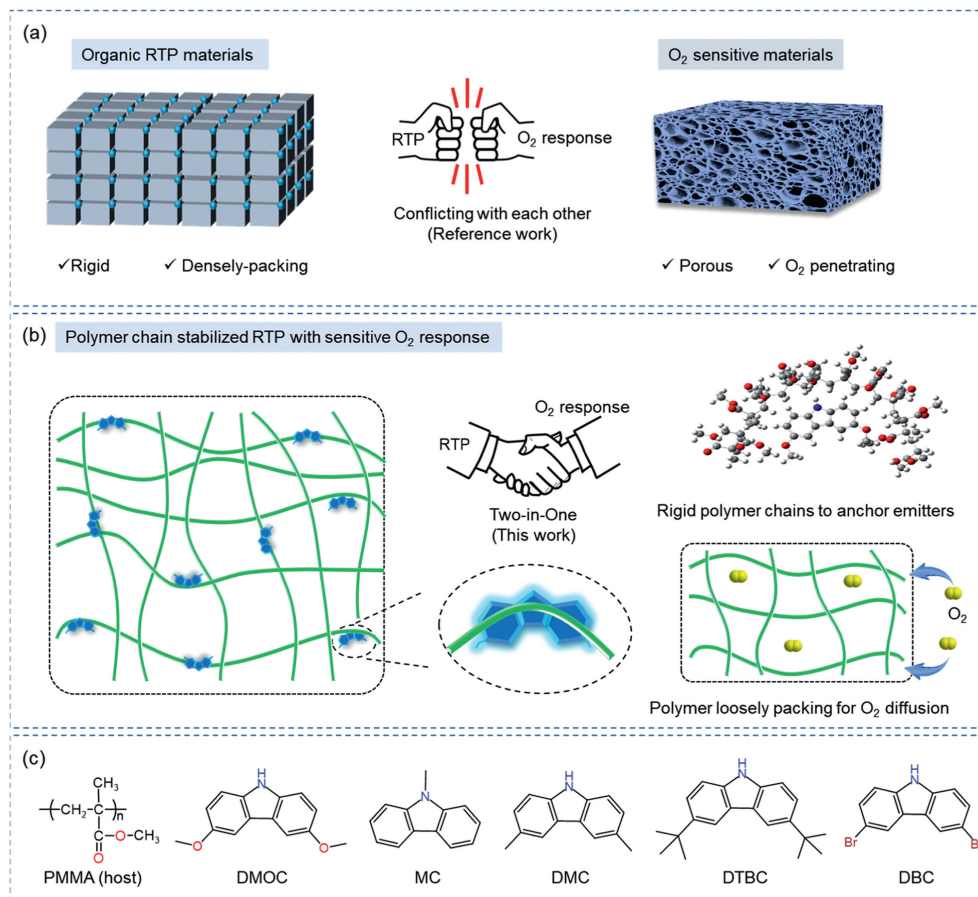 (a)
Organic RTP materials
O2 sensitive materials
RTP
O2 response
Conflicting with each other
(Reference work)
✓Rigid
✓ Densely-packing
✓ Porous
✓ O2 penetrating
(b)
Polymer chain stabilized RTP with sensitive O2 response
O2 response
RTP
Two-in-One
(This work)
Rigid polymer chains to anchor emitters
O2
Polymer loosely packing for O2 diffusion
(c)
CH3
CH2
C
n
C
O
CH3
O
PMMA (host)
H
N
O
O
DMOC
N
MC
H
N
DMC
H
N
DTBC
H
N
Br
B
DBC